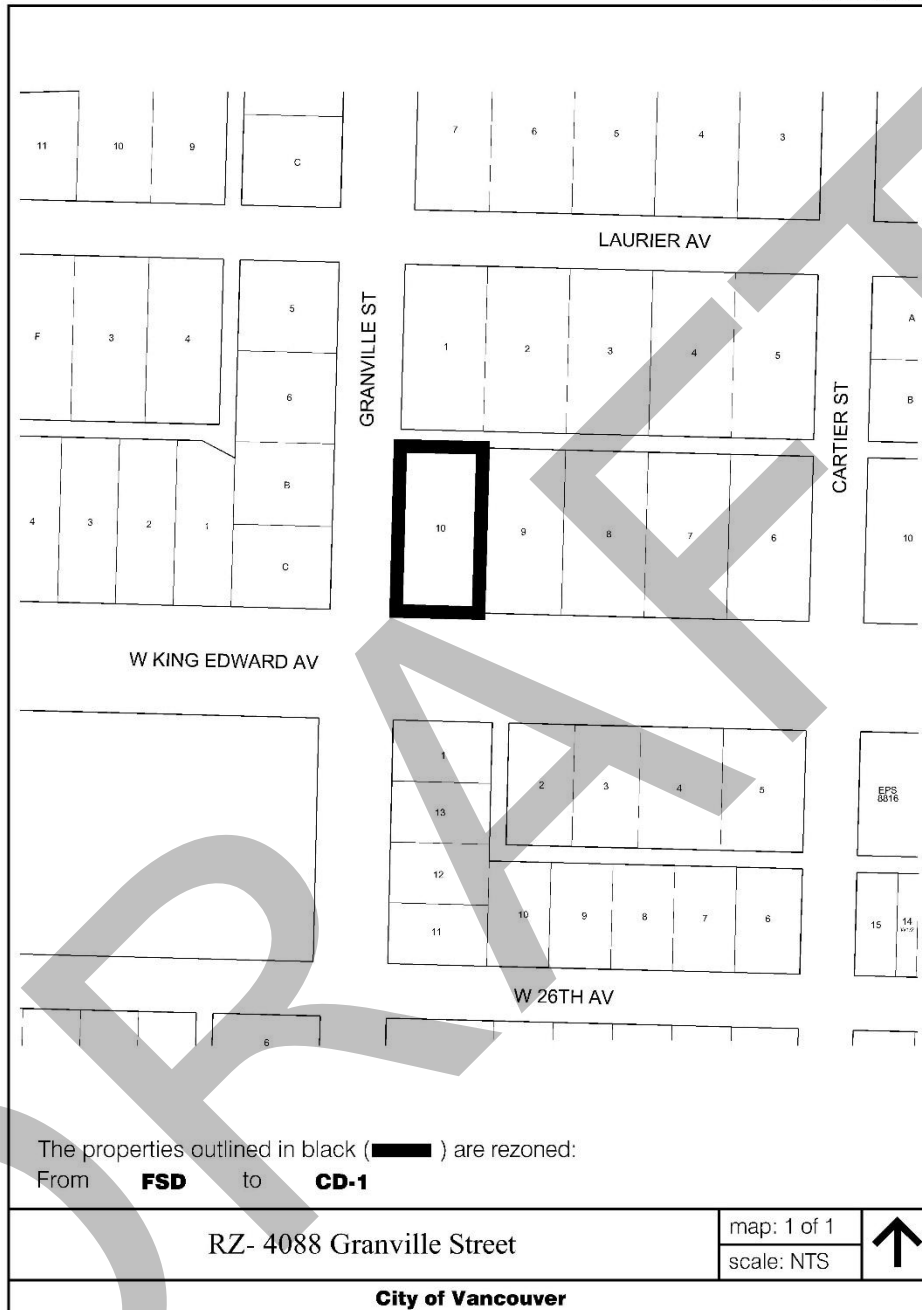 7 6 5 4 3
11 10 9
C
LAURIER AV
GRANVILLE ST
5
A
F 3 4
6
1 2 3 4 5
B
CARTIER ST
B
4 3 2 1
C
10 9 8 7 6
10
W KING EDWARD AV
1
2 3 4 5
EPS
8816
13
12
11
10 9 8 7 6
15 14
W 26TH AV
6
The properties outlined in black ( ) are rezoned:
From FSD to CD-1
RZ- 4088 Granville Street
map: 1 of 1
scale: NTS
City of Vancouver
DRAFT